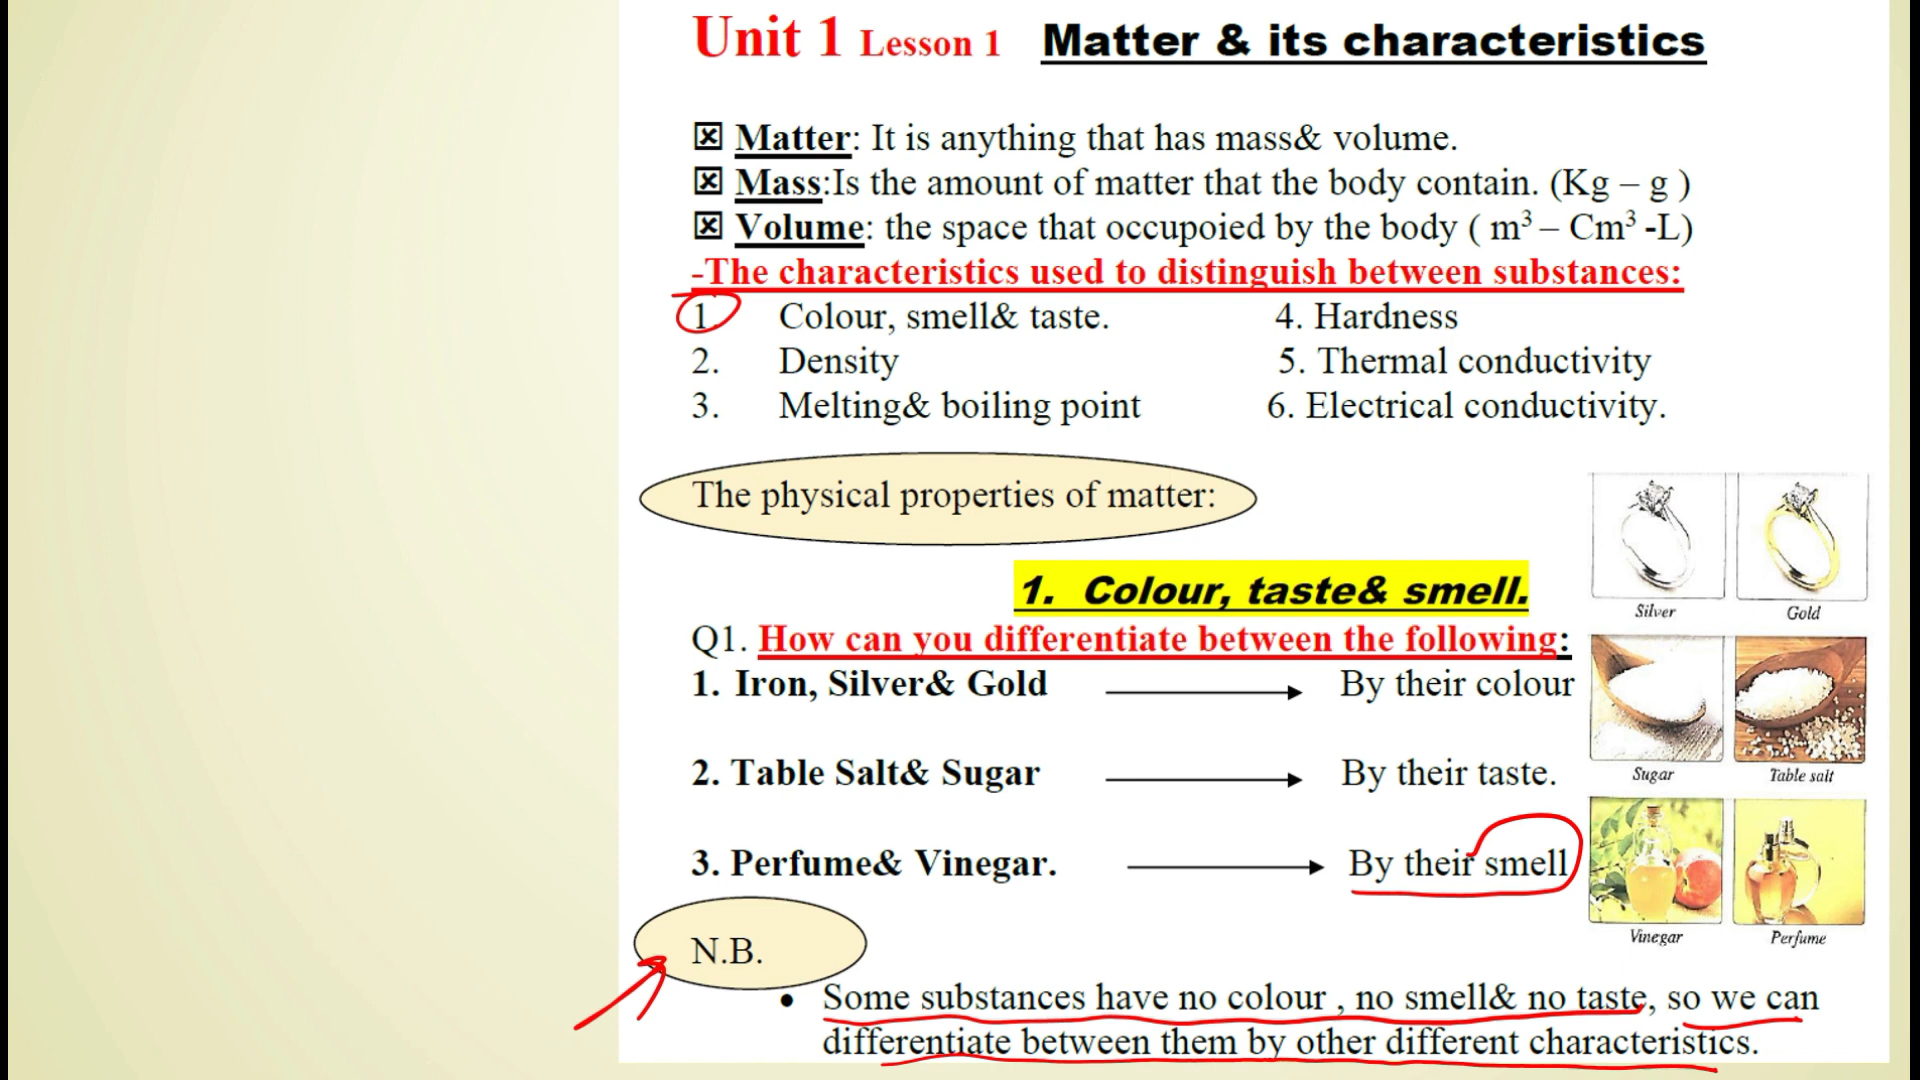 Unit 1 Lesson 1 Matter & its characteristics
☒ Matter: It is anything that has mass& volume.
☒ Mass:Is the amount of matter that the body contain. (Kg – g )
☒ Volume: the space that occupoied by the body ( m³ – Cm³ -L)
-The characteristics used to distinguish between substances:
1. Colour, smell& taste. 4. Hardness
2. Density 5. Thermal conductivity
3. Melting& boiling point 6. Electrical conductivity.
The physical properties of matter:
1. Colour, taste& smell.
Silver Gold
Q1. How can you differentiate between the following:
1. Iron, Silver& Gold → By their colour
2. Table Salt& Sugar → By their taste.
Sugar Table salt
3. Perfume& Vinegar. → By their smell
Vinegar Perfume
N.B.
• Some substances have no colour , no smell& no taste, so we can
differentiate between them by other different characteristics.